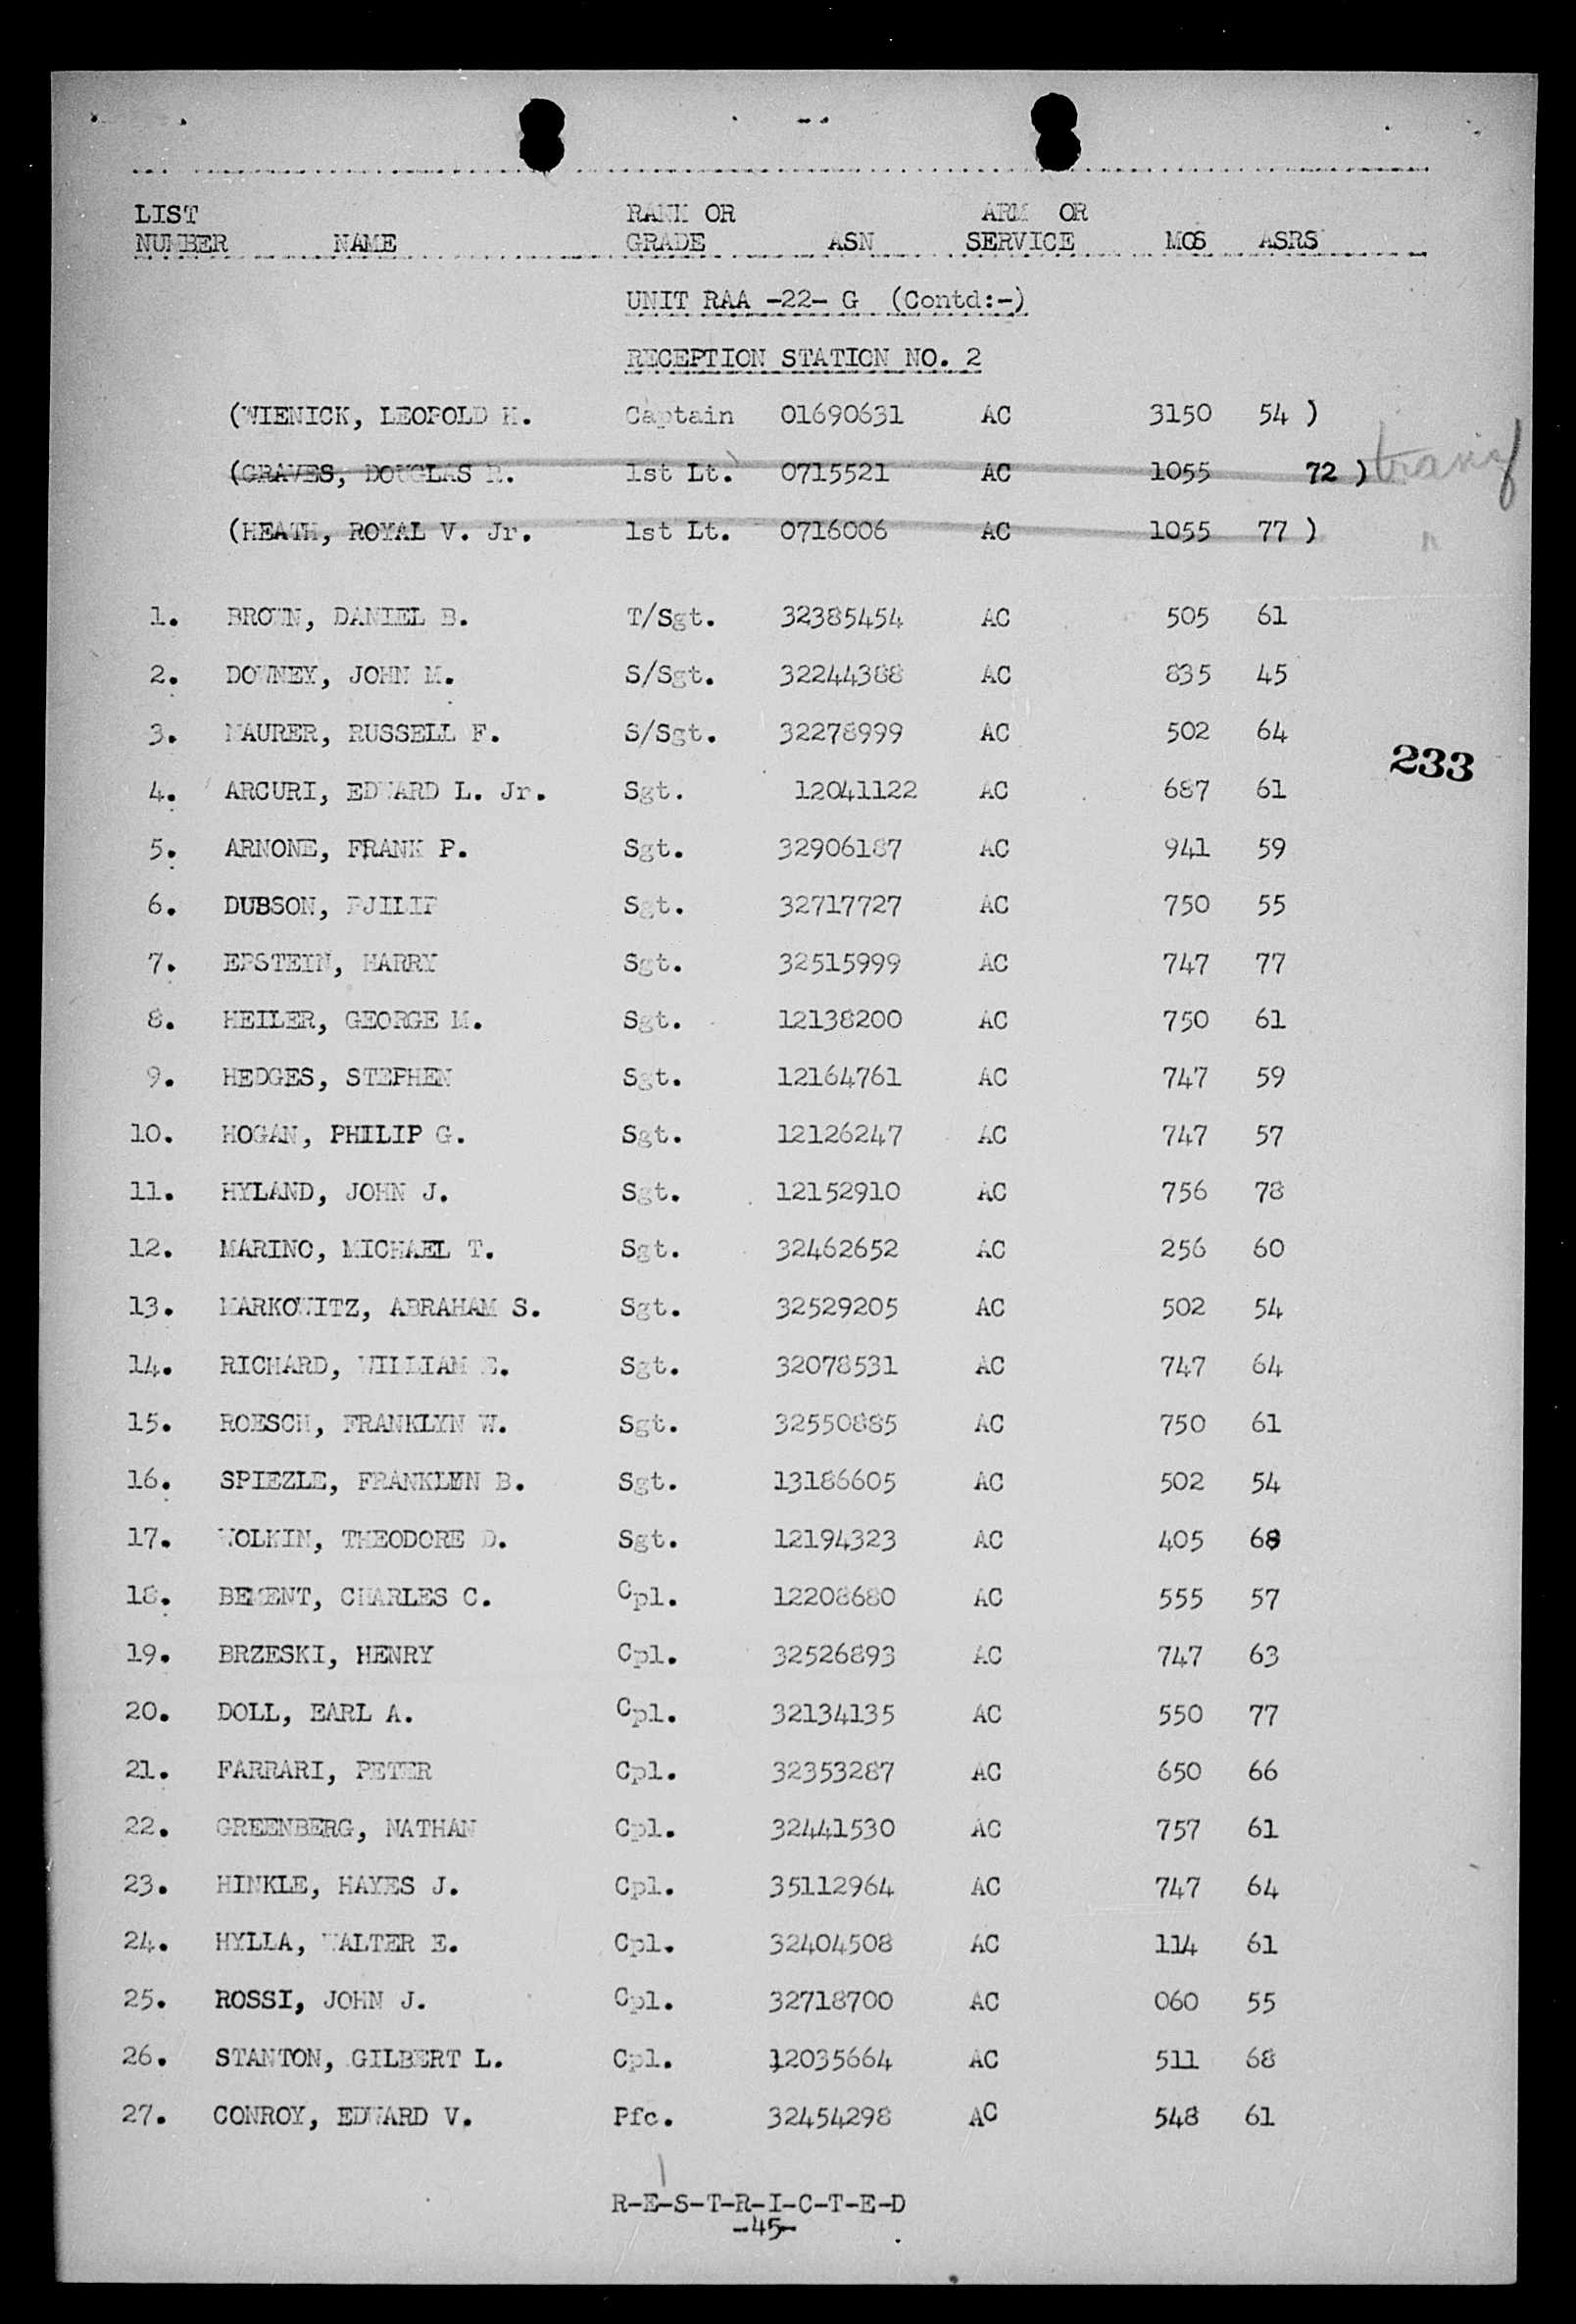 LIST RANK OR ARM OR
NUMBER NAME GRADE ASN SERVICE MOS ASRS
UNIT RAA -22- G (Contd:-)
RECEPTION STATION NO. 2
(WIENICK, LEOPOLD H. Captain 01690631 AC 3150 54 )
(GRAVES, DOUGLAS R. 1st Lt. 0715521 AC 1055 72 ) transf
(HEATH, ROYAL V. Jr. 1st Lt. 0716006 AC 1055 77 ) "
1. BROWN, DANIEL B. T/Sgt. 32385454 AC 505 61
2. DOWNEY, JOHN M. S/Sgt. 32244388 AC 835 45
3. MAURER, RUSSELL F. S/Sgt. 32278999 AC 502 64
233
4. ARCURI, EDWARD L. Jr. Sgt. 12041122 AC 687 61
5. ARNONE, FRANK P. Sgt. 32906187 AC 941 59
6. DUBSON, PJILIP Sgt. 32717727 AC 750 55
7. EPSTEIN, HARRY Sgt. 32515999 AC 747 77
8. HEILER, GEORGE M. Sgt. 12138200 AC 750 61
9. HEDGES, STEPHEN Sgt. 12164761 AC 747 59
10. HOGAN, PHILIP G. Sgt. 12126247 AC 747 57
11. HYLAND, JOHN J. Sgt. 12152910 AC 756 78
12. MARINO, MICHAEL T. Sgt. 32462652 AC 256 60
13. MARKOWITZ, ABRAHAM S. Sgt. 32529205 AC 502 54
14. RICHARD, WILLIAM E. Sgt. 32078531 AC 747 64
15. ROESCH, FRANKLYN W. Sgt. 32550885 AC 750 61
16. SPIEZLE, FRANKLYN B. Sgt. 13186605 AC 502 54
17. WOLKIN, THEODORE D. Sgt. 12194323 AC 405 68
18. BEMENT, CHARLES C. Cpl. 12208680 AC 555 57
19. BRZESKI, HENRY Cpl. 32526893 AC 747 63
20. DOLL, EARL A. Cpl. 32134135 AC 550 77
21. FARRARI, PETER Cpl. 32353287 AC 650 66
22. GREENBERG, NATHAN Cpl. 32441530 AC 757 61
23. HINKLE, HAYES J. Cpl. 35112964 AC 747 64
24. HYLLA, WALTER E. Cpl. 32404508 AC 114 61
25. ROSSI, JOHN J. Cpl. 32718700 AC 060 55
26. STANTON, GILBERT L. Cpl. 12035664 AC 511 68
27. CONROY, EDWARD V. Pfc. 32454298 AC 548 61
R-E-S-T-R-I-C-T-E-D
-45-